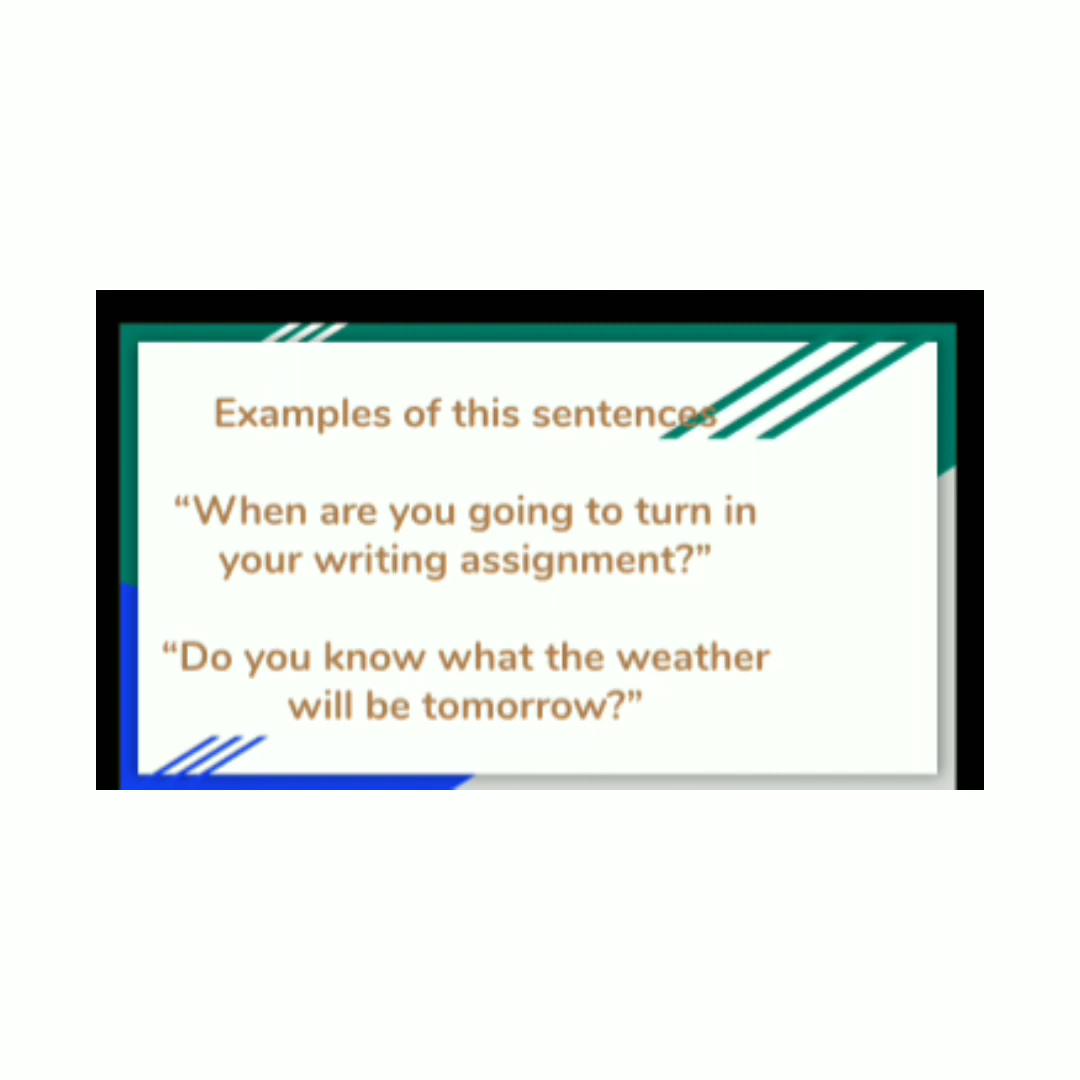 Examples of this sentences
“When are you going to turn in
your writing assignment?”
“Do you know what the weather
will be tomorrow?”